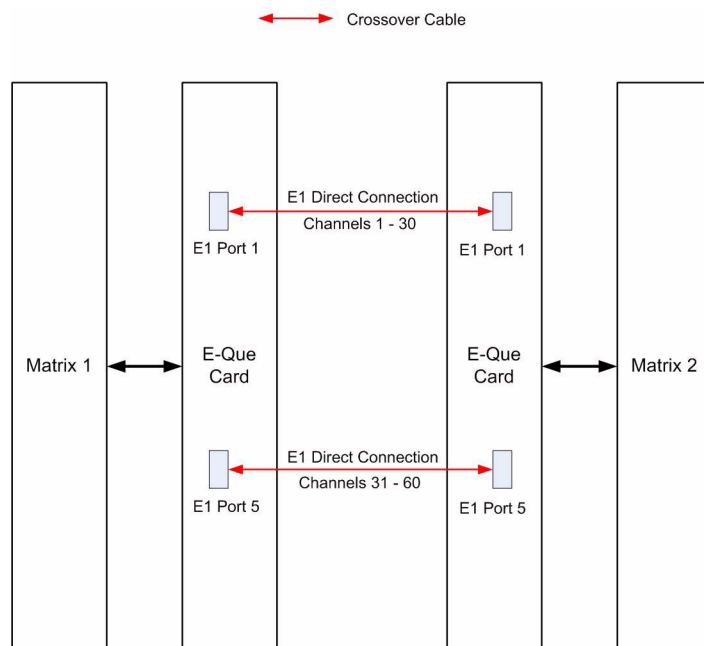 Crossover Cable
E1 Direct Connection
Channels 1 - 30
E1 Port 1
E1 Port 1
Matrix 1
E-Que
Card
E-Que
Card
Matrix 2
E1 Direct Connection
Channels 31 - 60
E1 Port 5
E1 Port 5